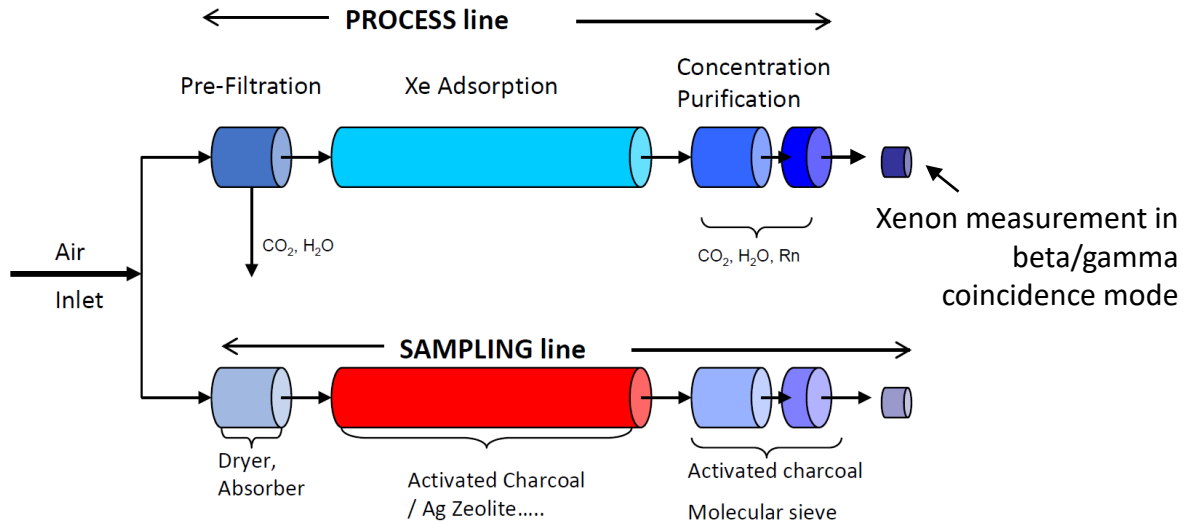 PROCESS line
Pre-Filtration
Xe Adsorption
Concentration
Purification
CO₂, H₂O
CO₂, H₂O, Rn
Xenon measurement in
beta/gamma
coincidence mode
Air
Inlet
SAMPLING line
Dryer,
Absorber
Activated Charcoal
/ Ag Zeolite.....
Activated charcoal
Molecular sieve